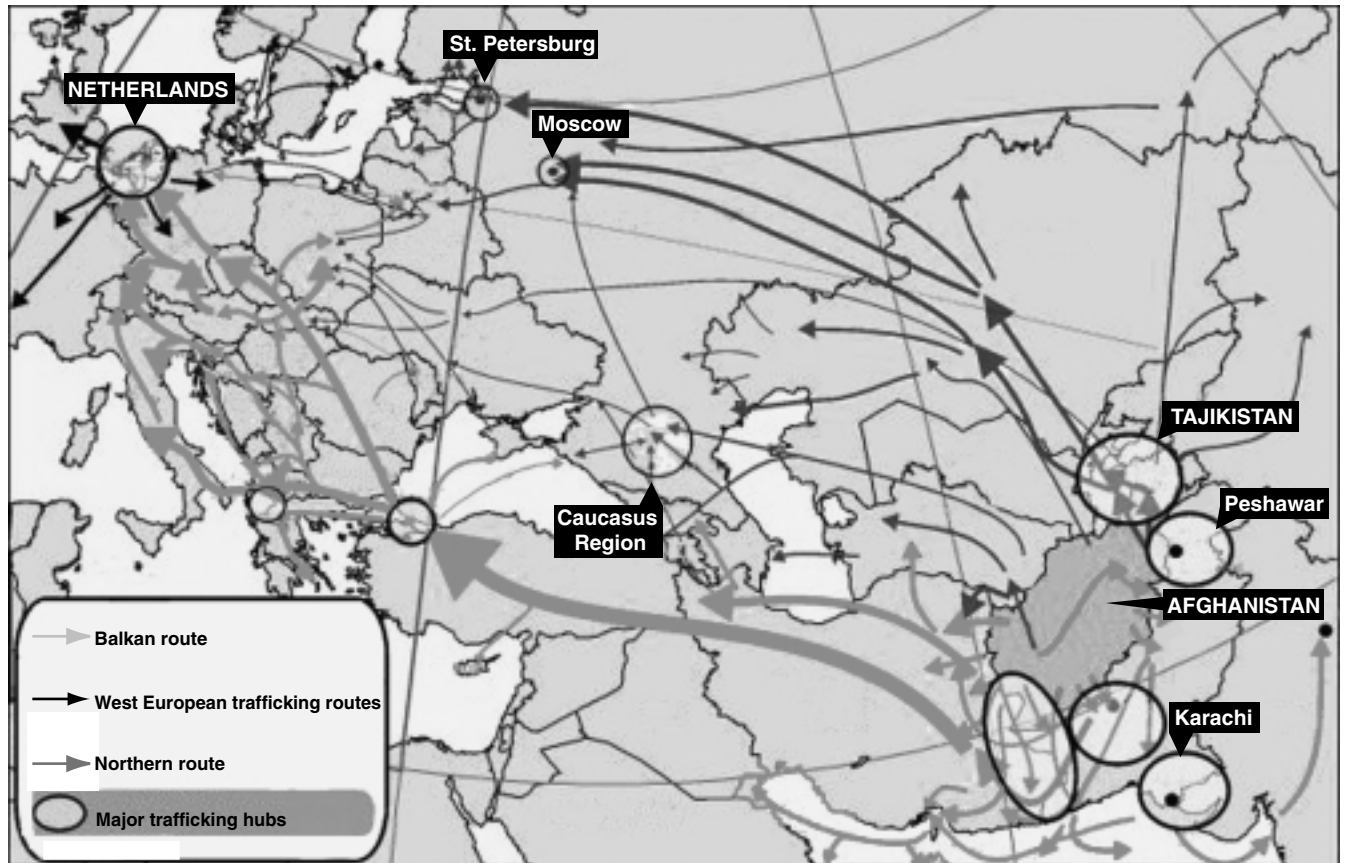 St. Petersburg
NETHERLANDS
Moscow
TAJIKISTAN
Peshawar
Caucasus
Region
AFGHANISTAN
Karachi
Balkan route
West European trafficking routes
Northern route
Major trafficking hubs